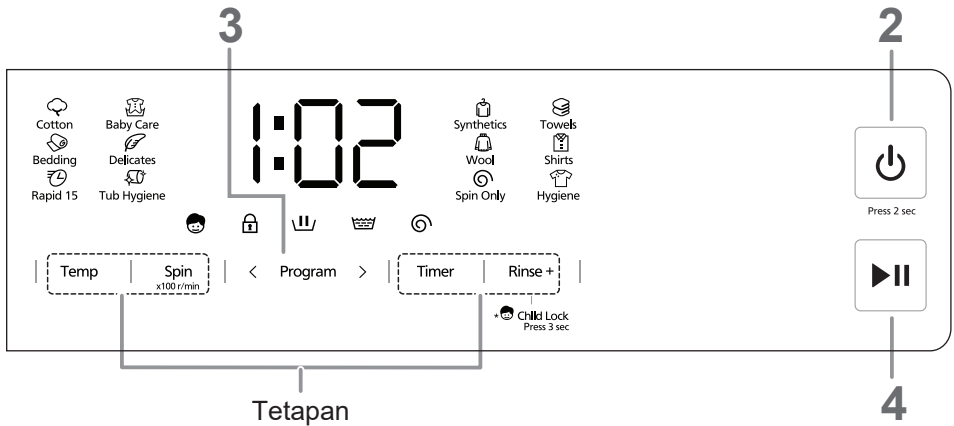 3
2
1:02
Cotton
Baby Care
Bedding
Delicates
Rapid 15
Tub Hygiene
Synthetics
Towels
Wool
Shirts
Spin Only
Hygiene
Press 2 sec
Temp
Spin
x100 r/min
< Program >
Timer
Rinse +
* Child Lock
Press 3 sec
Tetapan
4